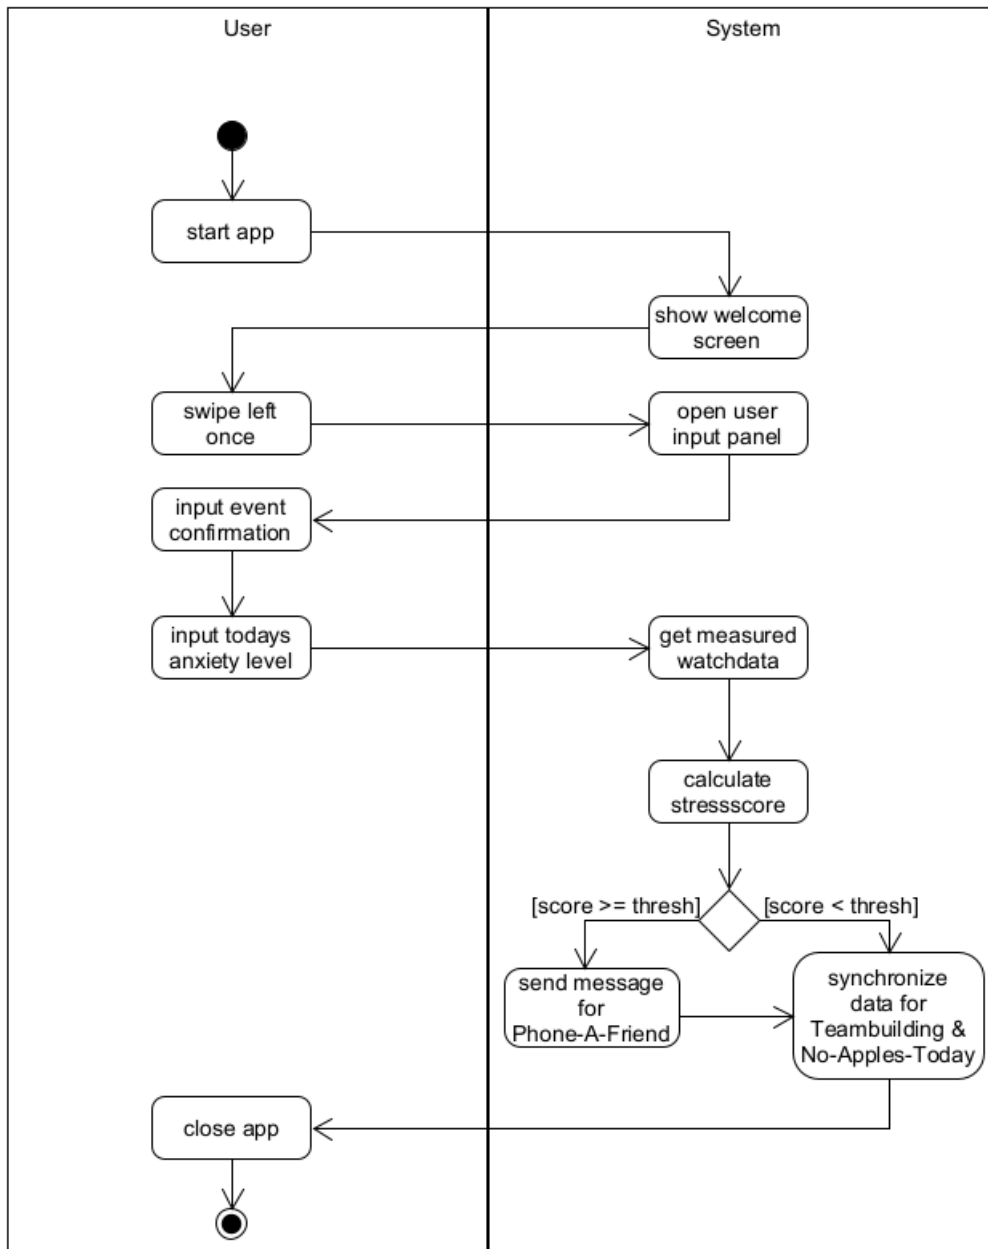 User
System
start app
show welcome
screen
swipe left
once
open user
input panel
input event
confirmation
input todays
anxiety level
get measured
watchdata
calculate
stressscore
[score >= thresh]
[score < thresh]
send message
for
Phone-A-Friend
synchronize
data for
Teambuilding &
No-Apples-Today
close app